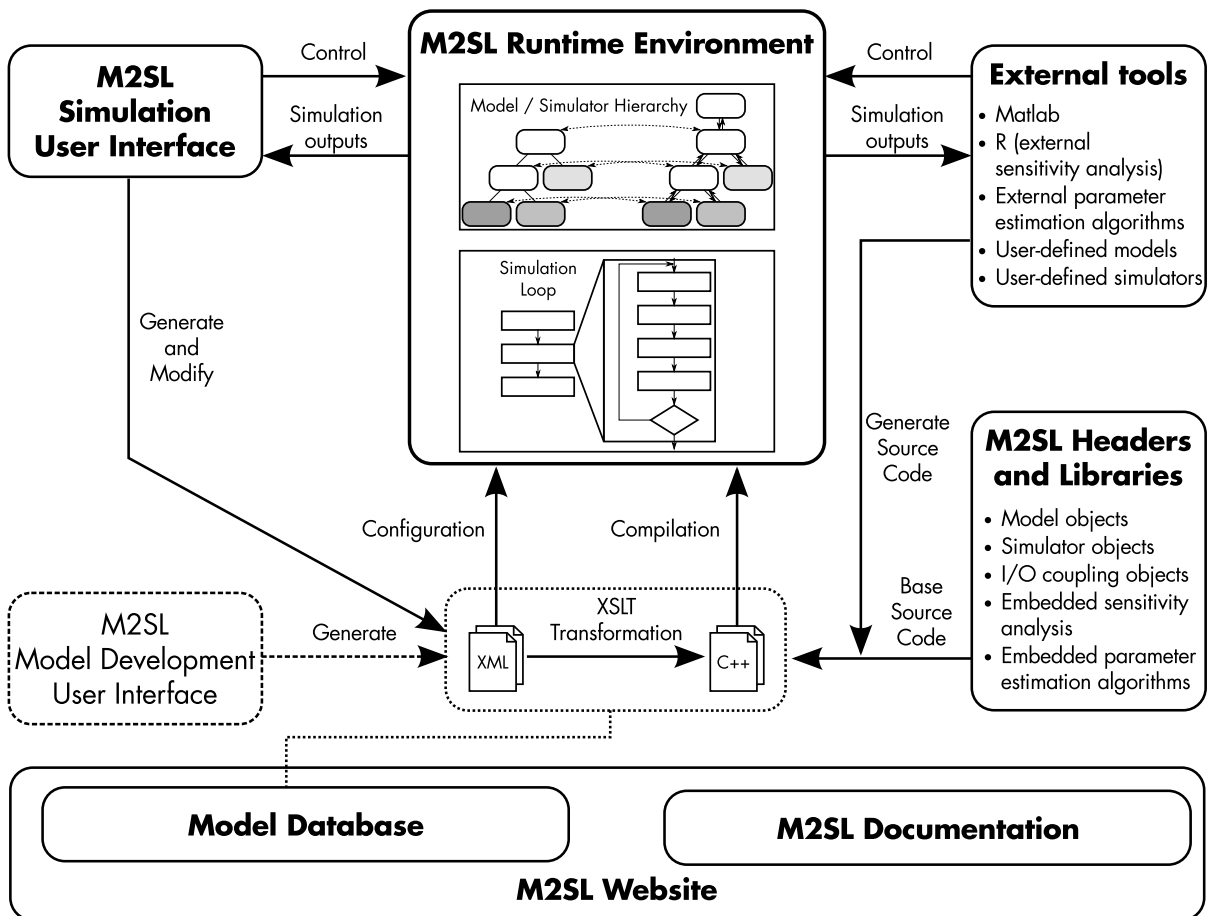 M2SL Runtime Environment
M2SL
Simulation
User Interface
Control
Simulation
outputs
Model / Simulator Hierarchy
Simulation
Loop
Control
Simulation
outputs
External tools
• Matlab
• R (external
sensitivity analysis)
• External parameter
estimation algorithms
• User-defined models
• User-defined simulators
Generate
and
Modify
Generate
Source
Code
M2SL Headers
and Libraries
• Model objects
• Simulator objects
• I/O coupling objects
• Embedded sensitivity
analysis
• Embedded parameter
estimation algorithms
Configuration
Compilation
Base
Source
Code
M2SL
Model Development
User Interface
Generate
XSLT
Transformation
XML
C++
Model Database
M2SL Documentation
M2SL Website